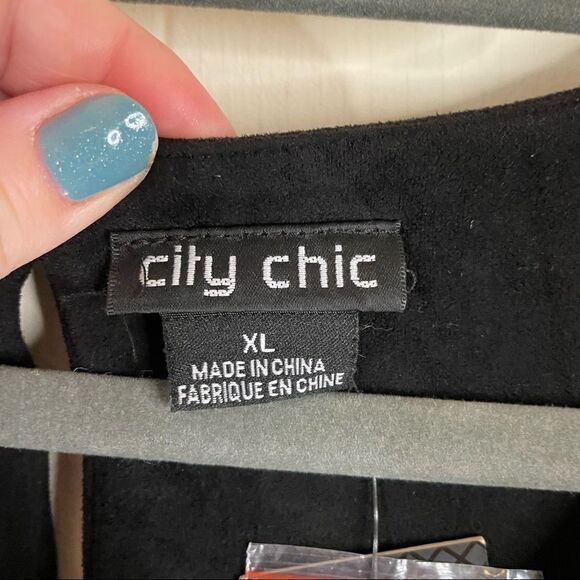 city chic
XL
MADE IN CHINA
FABRIQUE EN CHINE